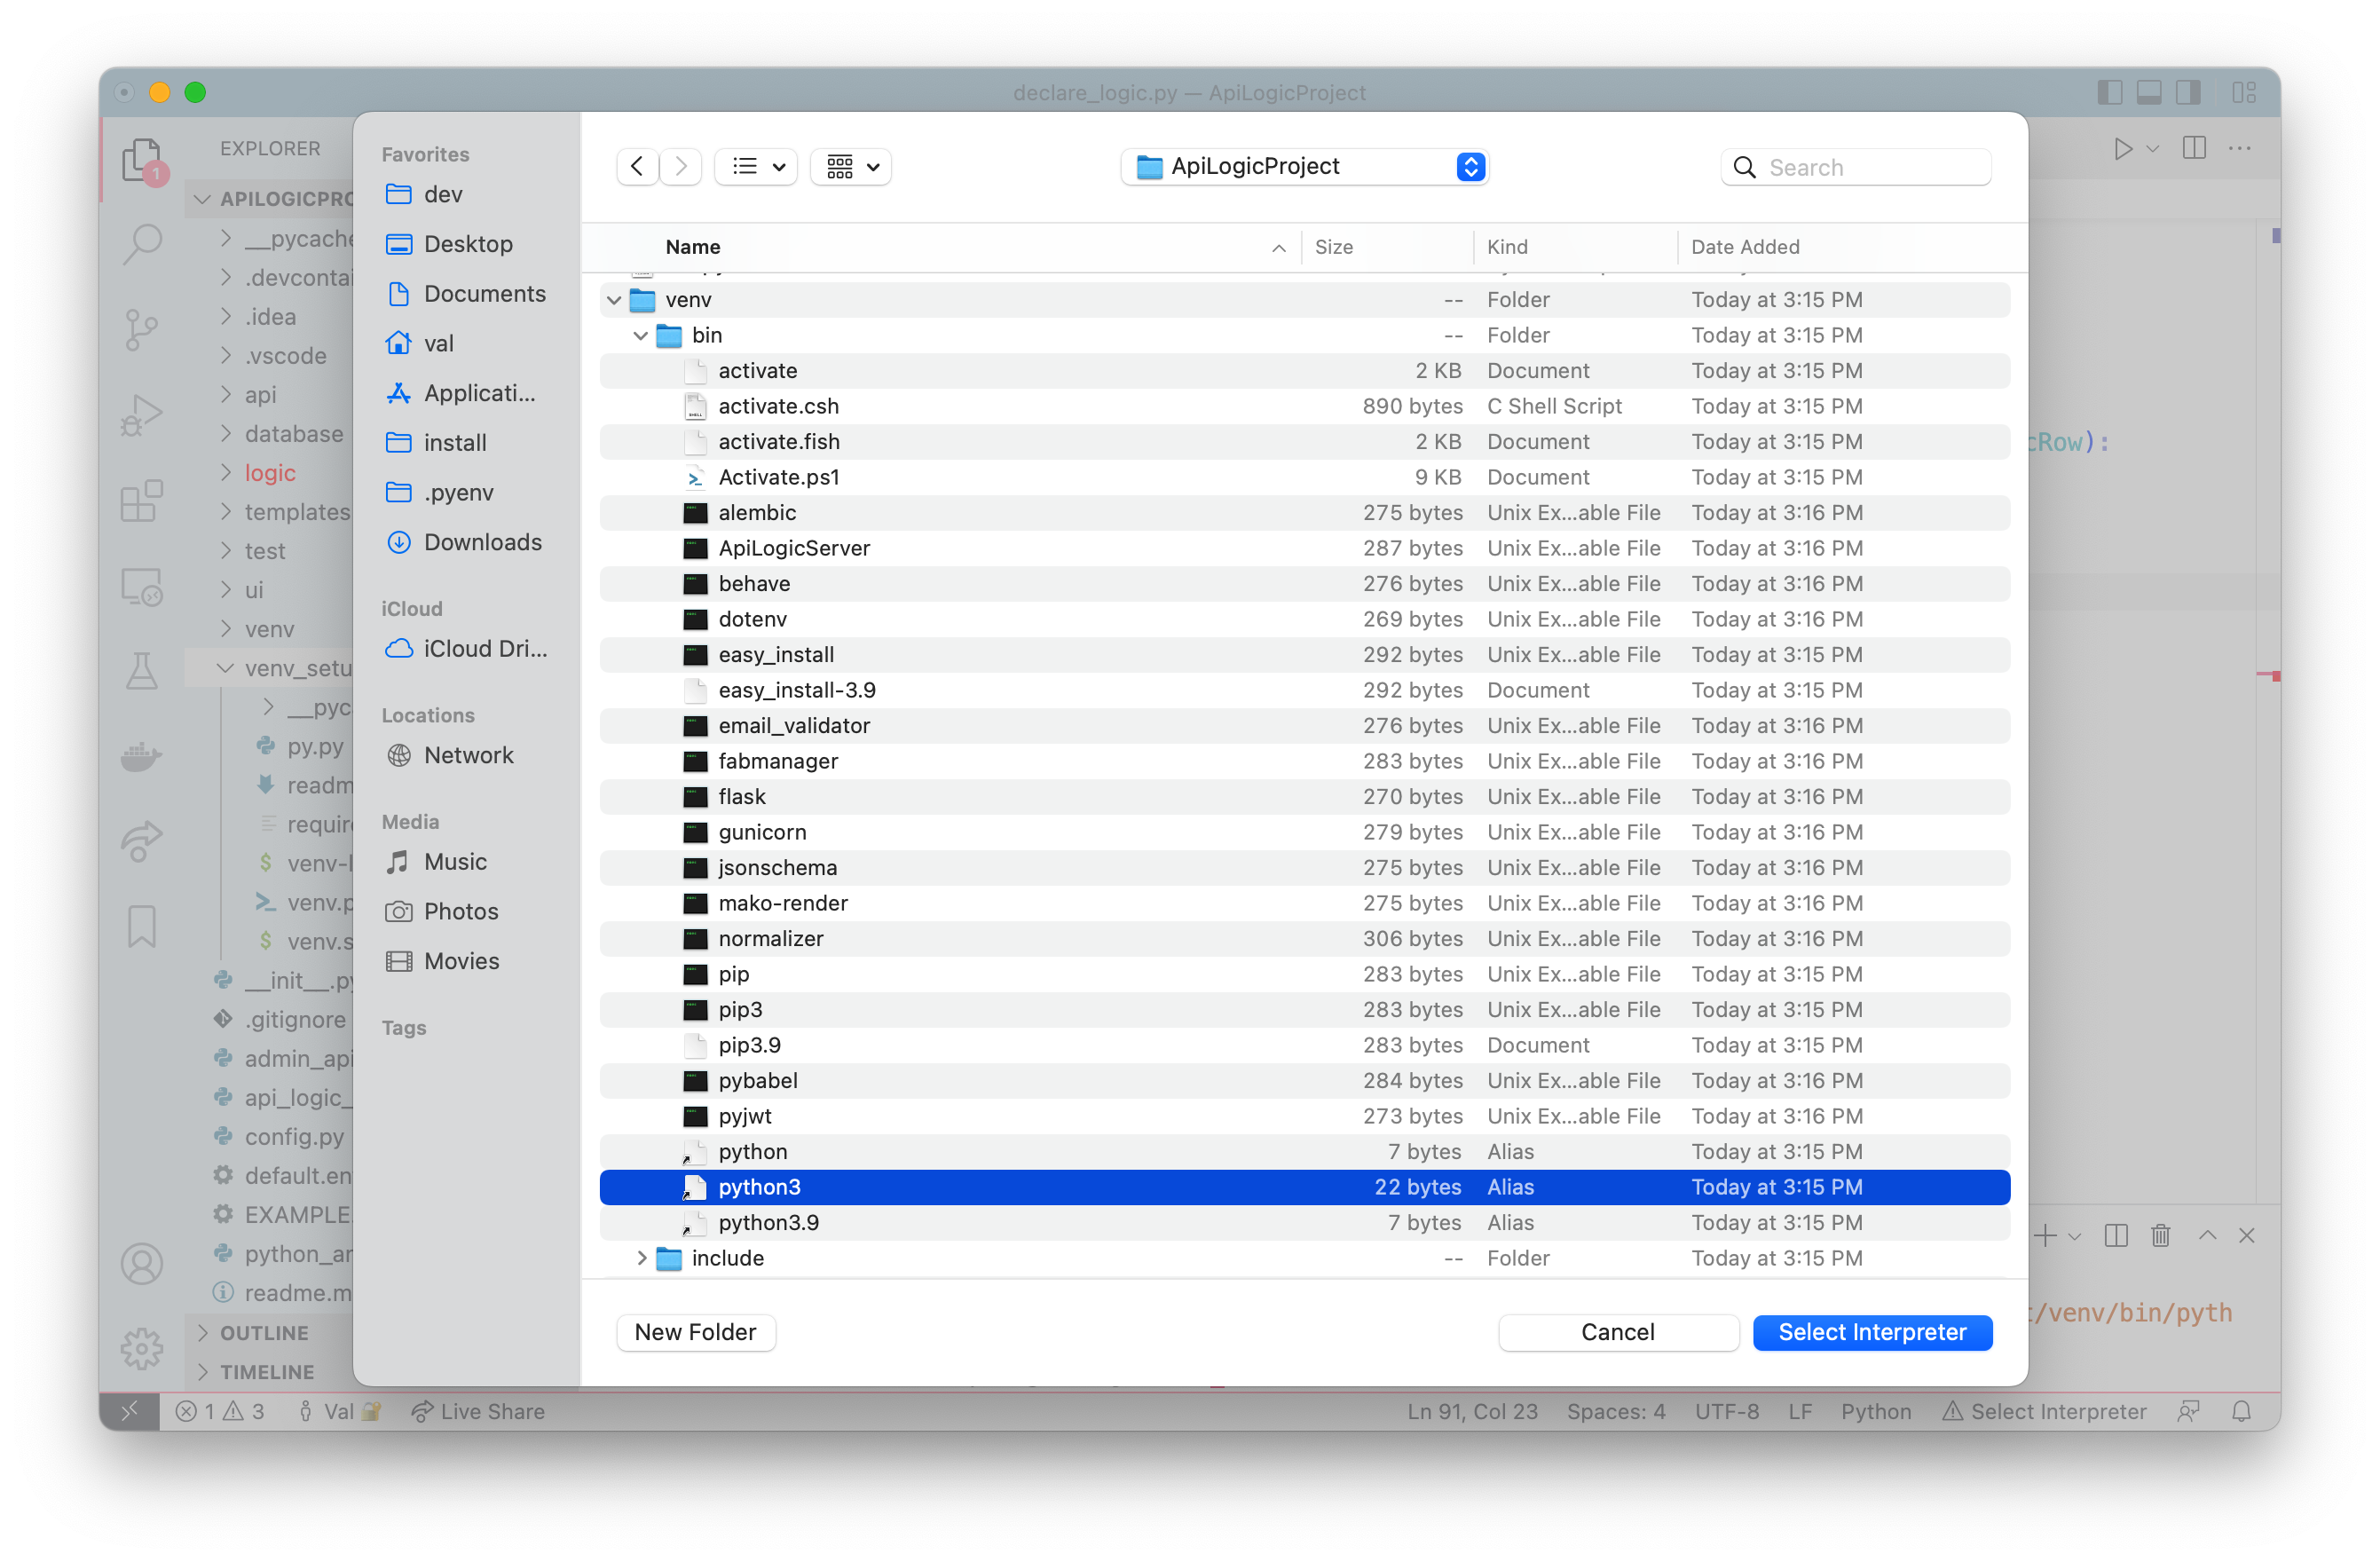 declare_logic.py — ApiLogicProject
EXPLORER
1
APILOGICPRO
__pycache
.devcontai
.idea
.vscode
api
database
logic
templates
test
ui
venv
venv_setu
__pyc
py.py
readm
requir
venv-l
venv.p
venv.s
__init__.py
.gitignore
admin_api
api_logic_
config.py
default.en
EXAMPLE.
python_an
readme.m
OUTLINE
TIMELINE
Favorites
dev
Desktop
Documents
val
Applicati...
install
.pyenv
Downloads
iCloud
iCloud Dri...
Locations
Network
Media
Music
Photos
Movies
Tags
ApiLogicProject
Search
Name Size Kind Date Added
venv -- Folder Today at 3:15 PM
bin -- Folder Today at 3:15 PM
activate 2 KB Document Today at 3:15 PM
activate.csh 890 bytes C Shell Script Today at 3:15 PM
activate.fish 2 KB Document Today at 3:15 PM
Activate.ps1 9 KB Document Today at 3:15 PM
alembic 275 bytes Unix Ex...able File Today at 3:16 PM
ApiLogicServer 287 bytes Unix Ex...able File Today at 3:16 PM
behave 276 bytes Unix Ex...able File Today at 3:16 PM
dotenv 269 bytes Unix Ex...able File Today at 3:16 PM
easy_install 292 bytes Unix Ex...able File Today at 3:15 PM
easy_install-3.9 292 bytes Document Today at 3:15 PM
email_validator 276 bytes Unix Ex...able File Today at 3:16 PM
fabmanager 283 bytes Unix Ex...able File Today at 3:16 PM
flask 270 bytes Unix Ex...able File Today at 3:16 PM
gunicorn 279 bytes Unix Ex...able File Today at 3:16 PM
jsonschema 275 bytes Unix Ex...able File Today at 3:16 PM
mako-render 275 bytes Unix Ex...able File Today at 3:16 PM
normalizer 306 bytes Unix Ex...able File Today at 3:16 PM
pip 283 bytes Unix Ex...able File Today at 3:15 PM
pip3 283 bytes Unix Ex...able File Today at 3:15 PM
pip3.9 283 bytes Document Today at 3:15 PM
pybabel 284 bytes Unix Ex...able File Today at 3:16 PM
pyjwt 273 bytes Unix Ex...able File Today at 3:16 PM
python 7 bytes Alias Today at 3:15 PM
python3 22 bytes Alias Today at 3:15 PM
python3.9 7 bytes Alias Today at 3:15 PM
include -- Folder Today at 3:15 PM
New Folder Cancel Select Interpreter
cRow):
t/venv/bin/pyth
1 3 Val Live Share Ln 91, Col 23 Spaces: 4 UTF-8 LF Python Select Interpreter